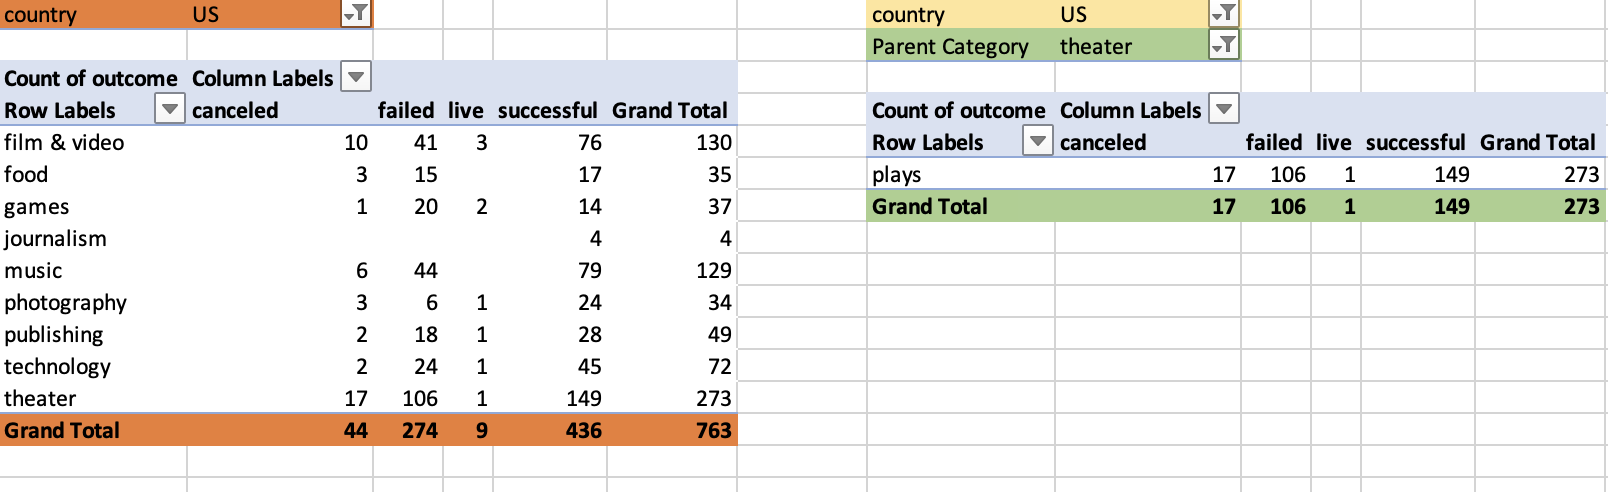 country US
Count of outcome Column Labels
Row Labels canceled failed live successful Grand Total
film & video 10 41 3 76 130
food 3 15 17 35
games 1 20 2 14 37
journalism 4 4
music 6 44 79 129
photography 3 6 1 24 34
publishing 2 18 1 28 49
technology 2 24 1 45 72
theater 17 106 1 149 273
Grand Total 44 274 9 436 763
country US
Parent Category theater
Count of outcome Column Labels
Row Labels canceled failed live successful Grand Total
plays 17 106 1 149 273
Grand Total 17 106 1 149 273